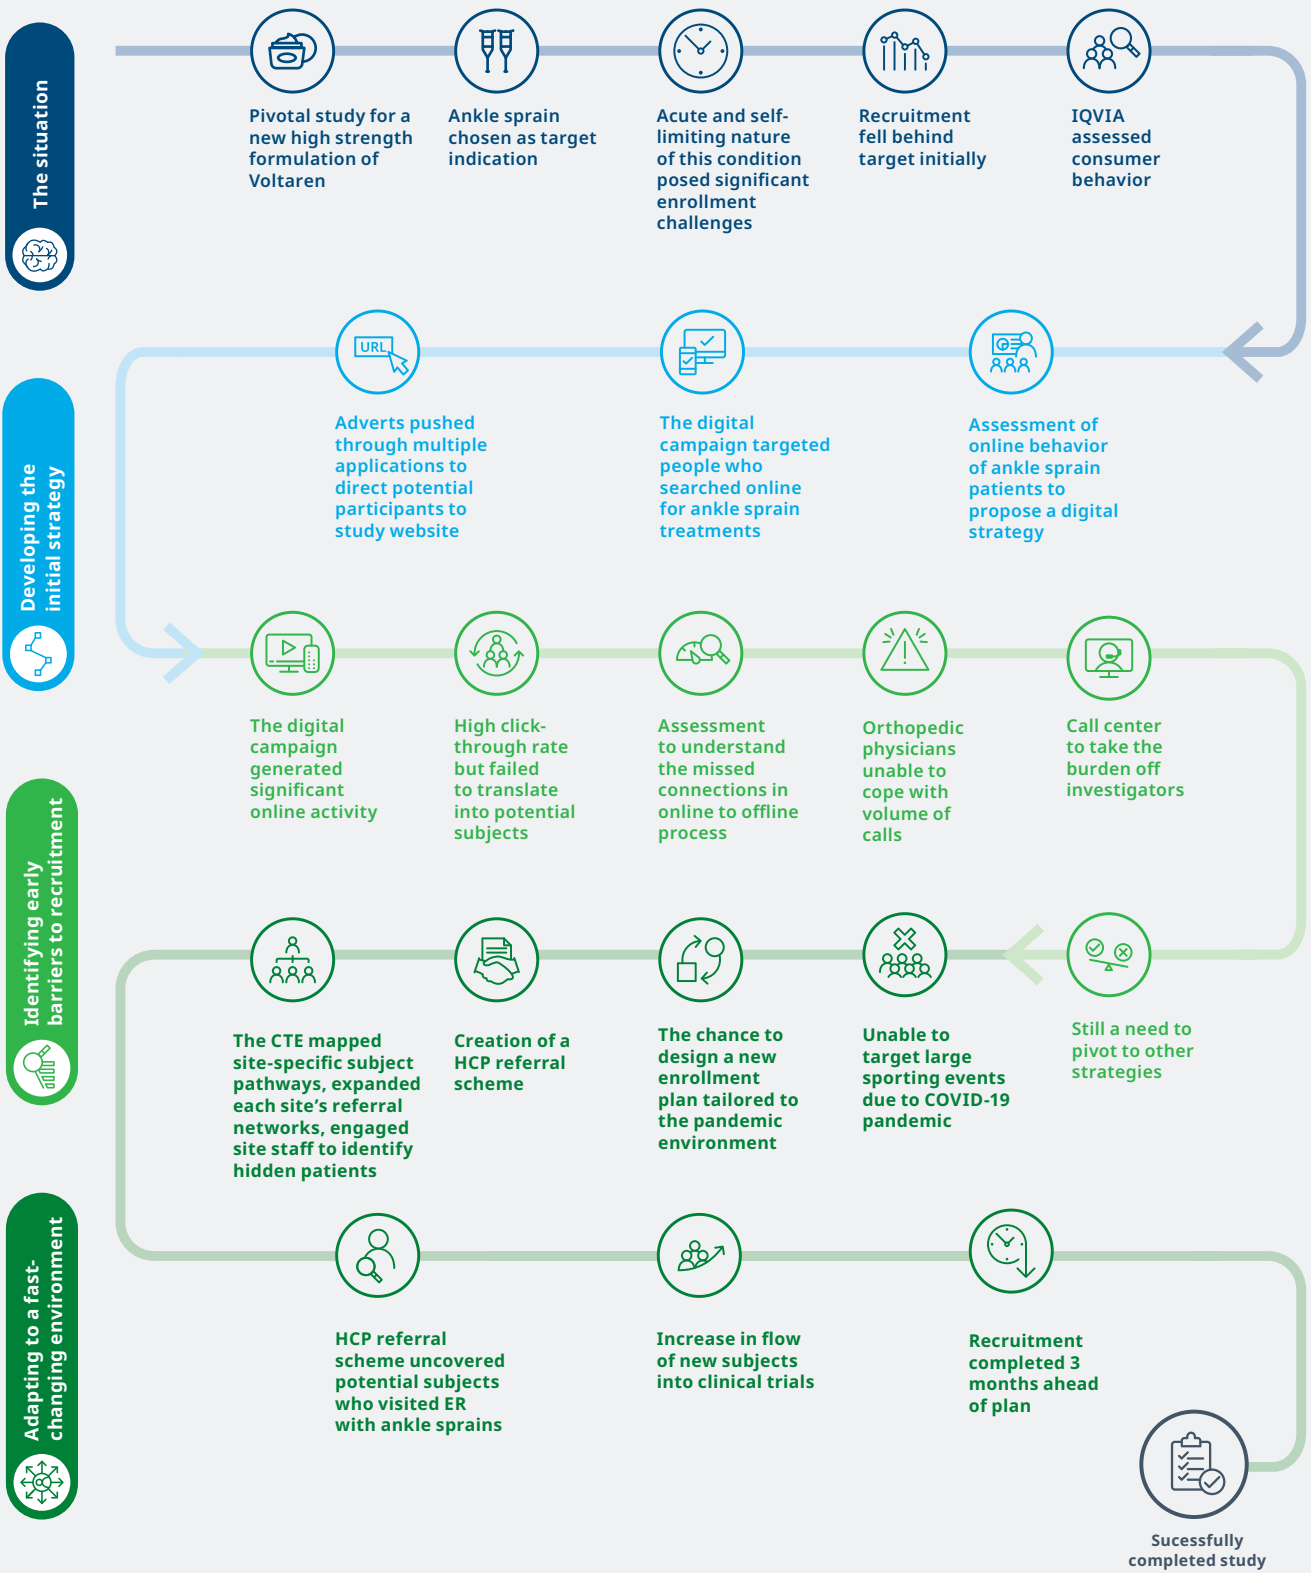 The situation
Pivotal study for a
new high strength
formulation of
Voltaren
Ankle sprain
chosen as target
indication
Acute and self-
limiting nature
of this condition
posed significant
enrollment
challenges
Recruitment
fell behind
target initially
IQVIA
assessed
consumer
behavior
Developing the
initial strategy
Assessment of
online behavior
of ankle sprain
patients to
propose a digital
strategy
The digital
campaign targeted
people who
searched online
for ankle sprain
treatments
URL
Adverts pushed
through multiple
applications to
direct potential
participants to
study website
Identifying early
barriers to recruitment
The digital
campaign
generated
significant
online activity
High click-
through rate
but failed
to translate
into potential
subjects
Assessment
to understand
the missed
connections in
online to offline
process
Orthopedic
physicians
unable to
cope with
volume of
calls
Call center
to take the
burden off
investigators
Still a need to
pivot to other
strategies
Adapting to a fast-
changing environment
Unable to
target large
sporting events
due to COVID-19
pandemic
The chance to
design a new
enrollment
plan tailored to
the pandemic
environment
Creation of a
HCP referral
scheme
The CTE mapped
site-specific subject
pathways, expanded
each site’s referral
networks, engaged
site staff to identify
hidden patients
HCP referral
scheme uncovered
potential subjects
who visited ER
with ankle sprains
Increase in flow
of new subjects
into clinical trials
Recruitment
completed 3
months ahead
of plan
Sucessfully
completed study